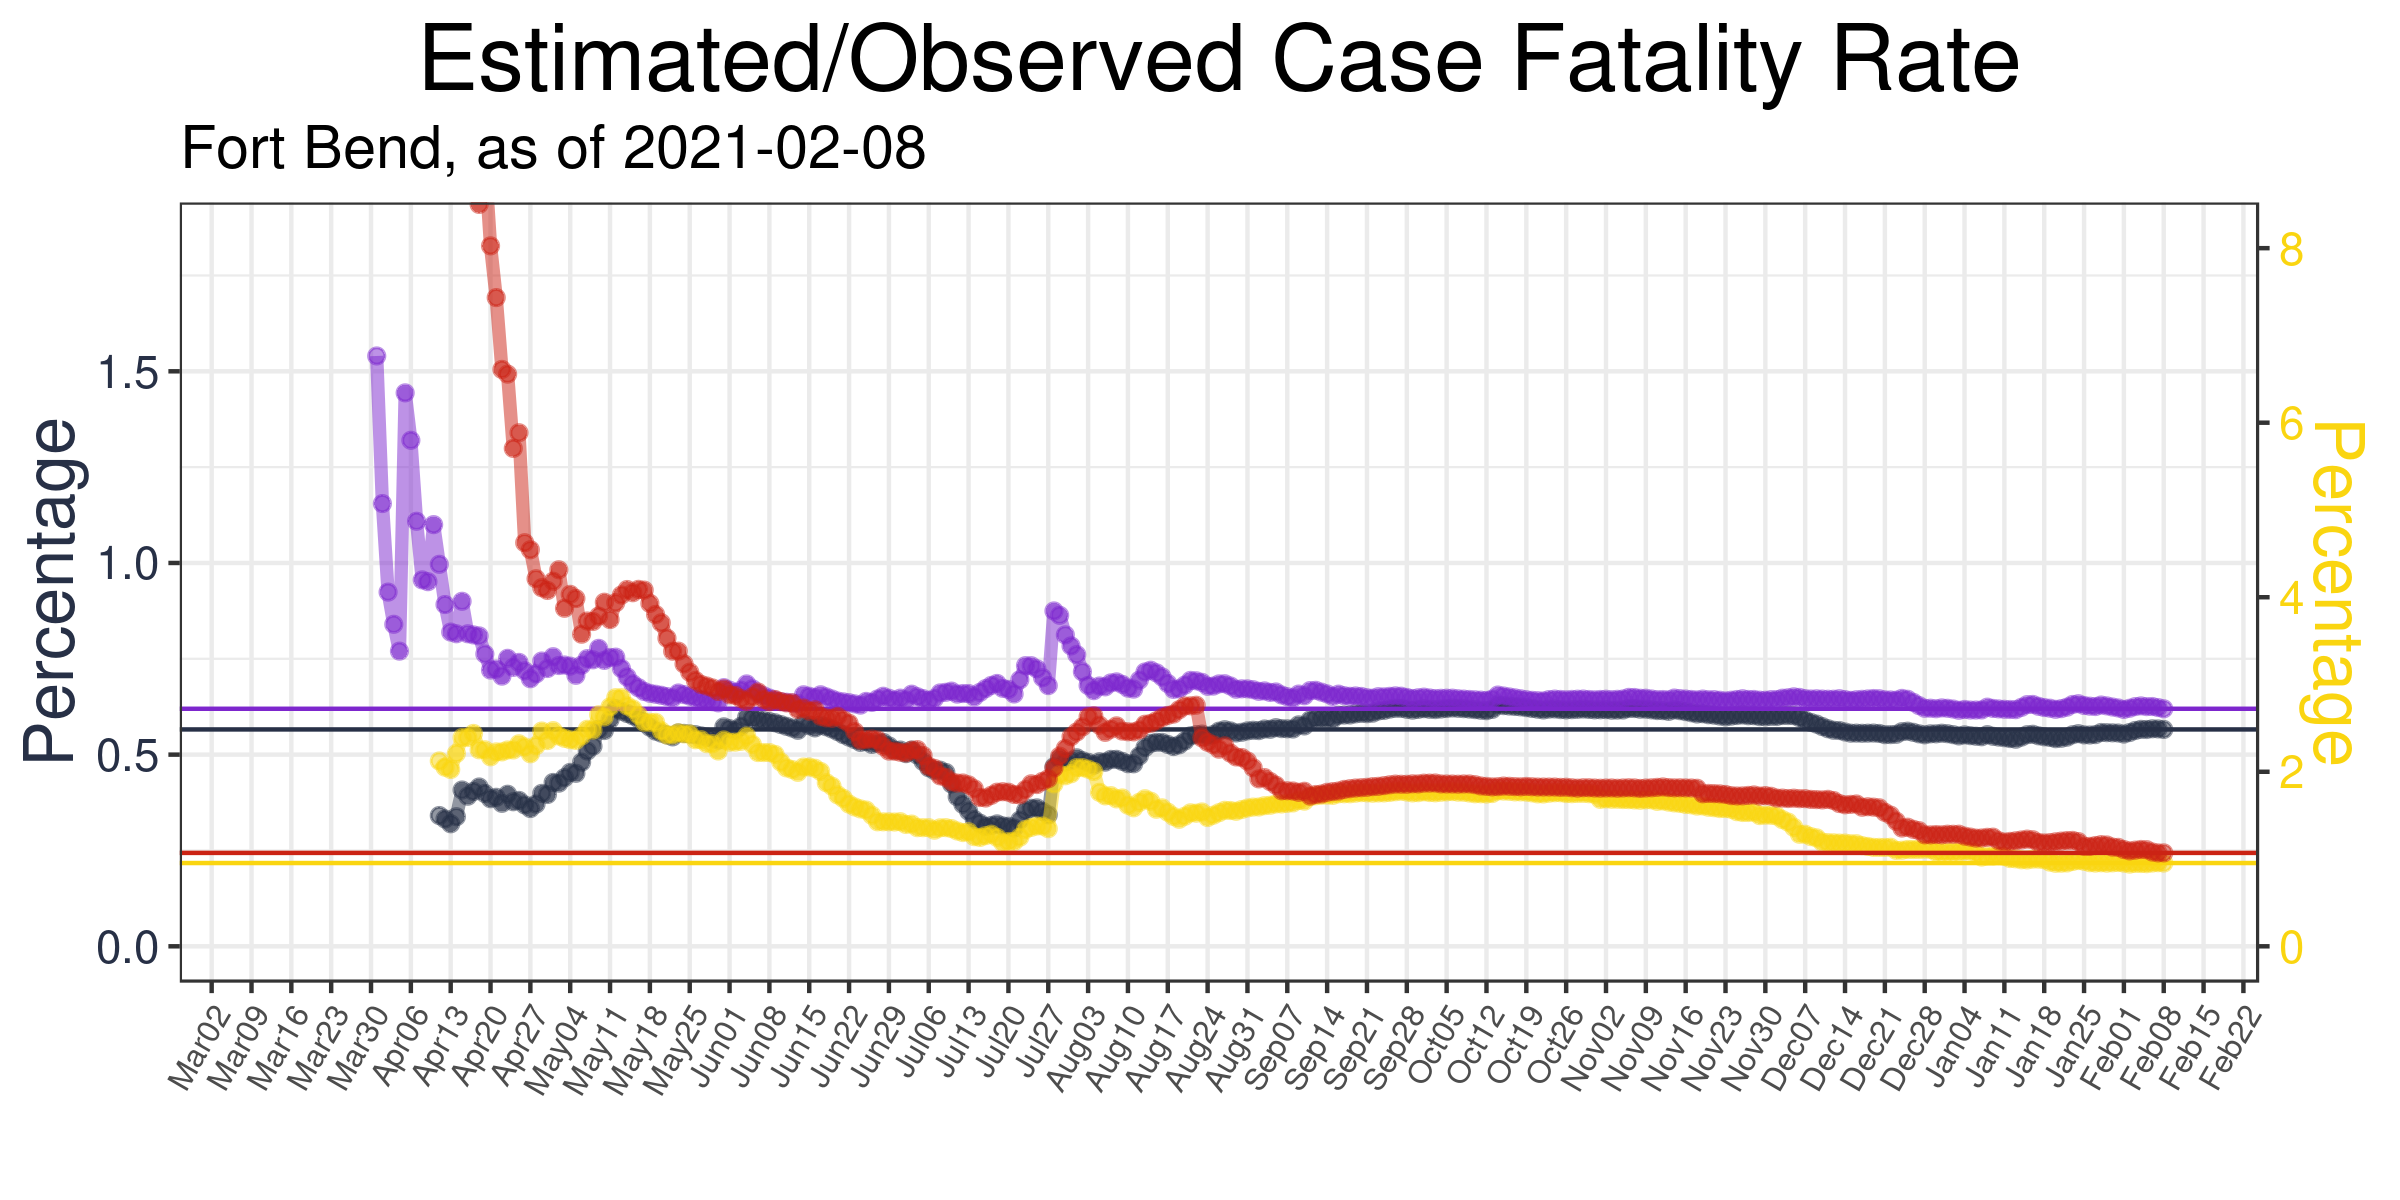 Estimated/Observed Case Fatality Rate
Fort Bend, as of 2021-02-08
Percentage
1.5
1.0
0.5
0.0
8
6
4
2
0
Percentage
Mar02 Mar09 Mar16 Mar23 Mar30 Apr06 Apr13 Apr20 Apr27 May04 May11 May18 May25 Jun01 Jun08 Jun15 Jun22 Jun29 Jul06 Jul13 Jul20 Jul27 Aug03 Aug10 Aug17 Aug24 Aug31 Sep07 Sep14 Sep21 Sep28 Oct05 Oct12 Oct19 Oct26 Nov02 Nov09 Nov16 Nov23 Nov30 Dec07 Dec14 Dec21 Dec28 Jan04 Jan11 Jan18 Jan25 Feb01 Feb08 Feb15 Feb22